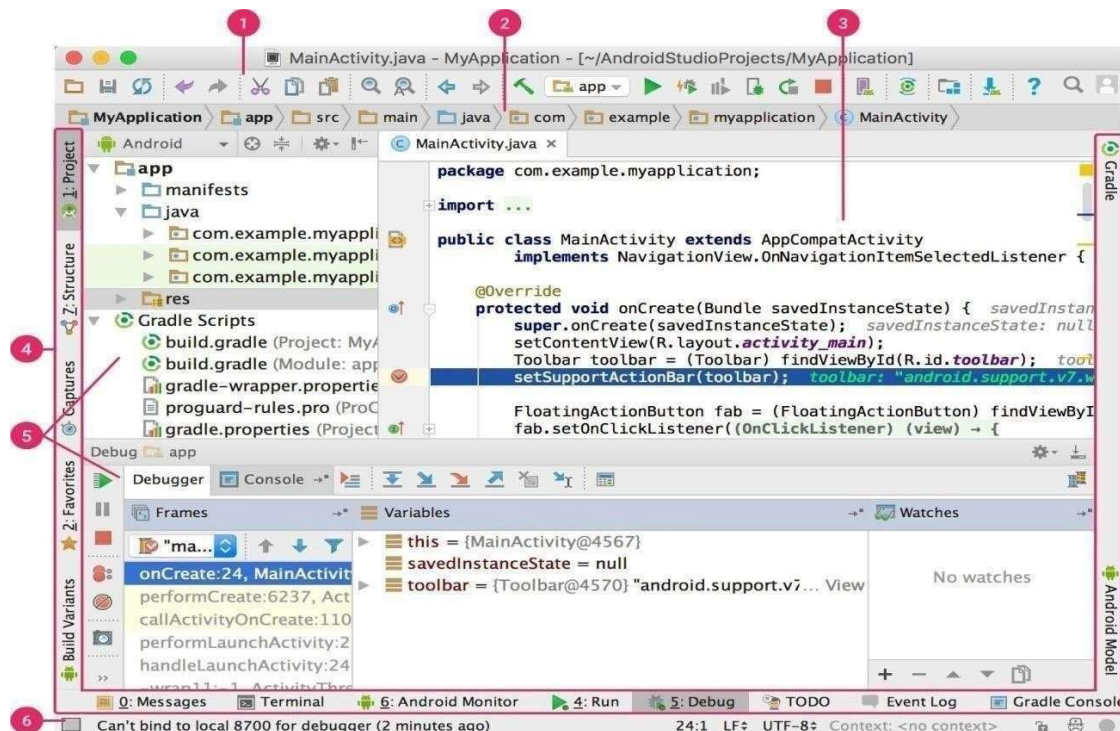 1 2 3
MainActivity.java - MyApplication - [~/AndroidStudioProjects/MyApplication]
app
MyApplication app src main java com example myapplication MainActivity
1: Project
Z: Structure
Captures
2: Favorites
Build Variants
4
5
6
Android
app
manifests
java
com.example.myappli
com.example.myappli
com.example.myappli
res
Gradle Scripts
build.gradle (Project: MyA
build.gradle (Module: app
gradle-wrapper.propertie
proguard-rules.pro (ProC
gradle.properties (Project
MainActivity.java
package com.example.myapplication;
import ...
public class MainActivity extends AppCompatActivity
implements NavigationView.OnNavigationItemSelectedListener {
@Override
protected void onCreate(Bundle savedInstanceState) { savedInstan
super.onCreate(savedInstanceState); savedInstanceState: null
setContentView(R.layout.activity_main);
Toolbar toolbar = (Toolbar) findViewById(R.id.toolbar); tool
setSupportActionBar(toolbar); toolbar: "android.support.v7.w
FloatingActionButton fab = (FloatingActionButton) findViewByI
fab.setOnClickListener((OnClickListener) (view) → {
Gradle
Android Model
Debug app
Debugger Console
Frames Variables Watches
"ma...
onCreate:24, MainActivit
performCreate:6237, Act
callActivityOnCreate:110
performLaunchActivity:2
handleLaunchActivity:24
-wrap11:-1, ActivityThre
this = {MainActivity@4567}
savedInstanceState = null
toolbar = {Toolbar@4570} "android.support.v7... View
No watches
0: Messages Terminal 6: Android Monitor 4: Run 5: Debug TODO Event Log Gradle Console
Can't bind to local 8700 for debugger (2 minutes ago) 24:1 LF UTF-8 Context: <no context>